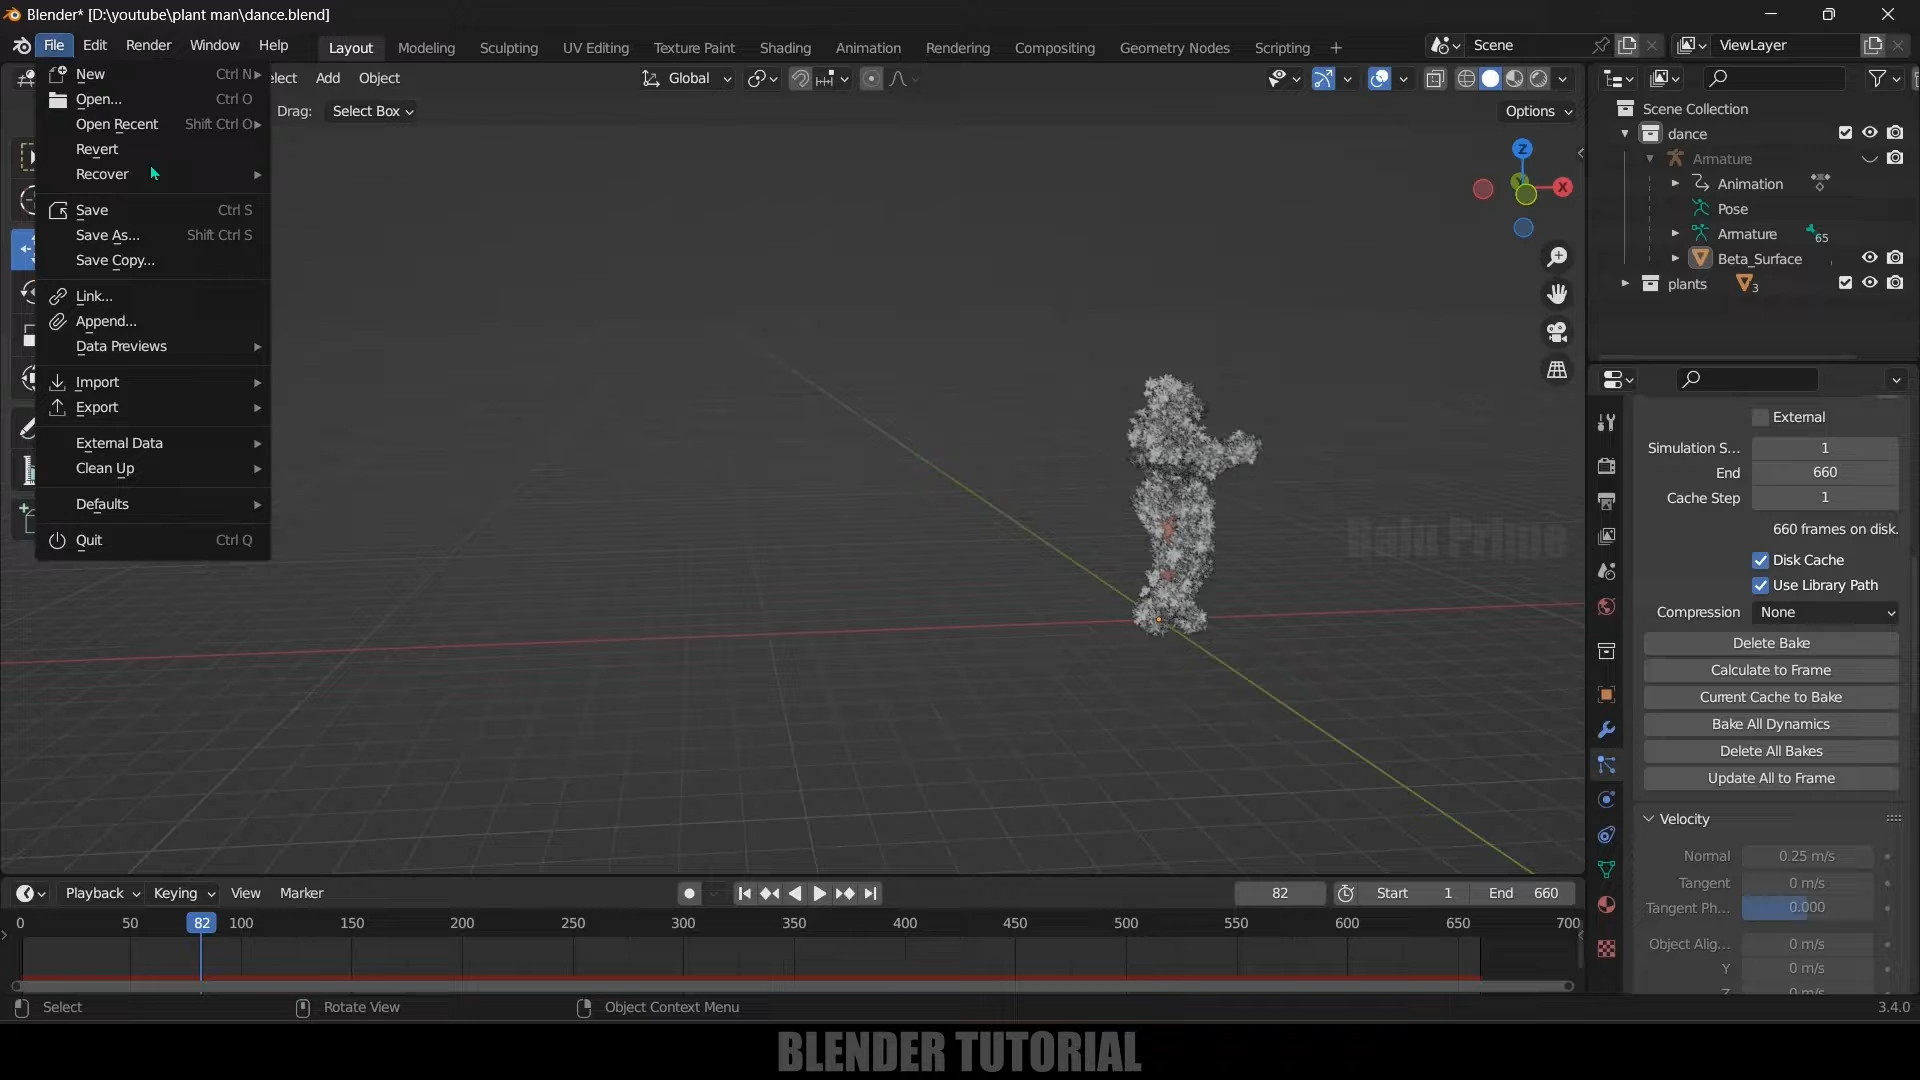 Blender* [D:\youtube\plant man\dance.blend]
File Edit Render Window Help Layout Modeling Sculpting UV Editing Texture Paint Shading Animation Rendering Compositing Geometry Nodes Scripting + Scene ViewLayer
New Ctrl N
Open... Ctrl O
Open Recent Shift Ctrl O
Revert
Recover
Save Ctrl S
Save As... Shift Ctrl S
Save Copy...
Link...
Append...
Data Previews
Import
Export
External Data
Clean Up
Defaults
Quit Ctrl Q
lect Add Object Global
Drag: Select Box Options
Z
X
Raju Prime
Scene Collection
dance
Armature
Animation
Pose
Armature 65
Beta_Surface
plants 3
External
Simulation S... 1
End 660
Cache Step 1
660 frames on disk.
Disk Cache
Use Library Path
Compression None
Delete Bake
Calculate to Frame
Current Cache to Bake
Bake All Dynamics
Delete All Bakes
Update All to Frame
Velocity
Normal 0.25 m/s
Tangent 0 m/s
Tangent Ph... 0.000
Object Alig... 0 m/s
Y 0 m/s
Z 0 m/s
Playback Keying View Marker 82 Start 1 End 660
0 50 82 100 150 200 250 300 350 400 450 500 550 600 650 700
Select Rotate View Object Context Menu 3.4.0
BLENDER TUTORIAL